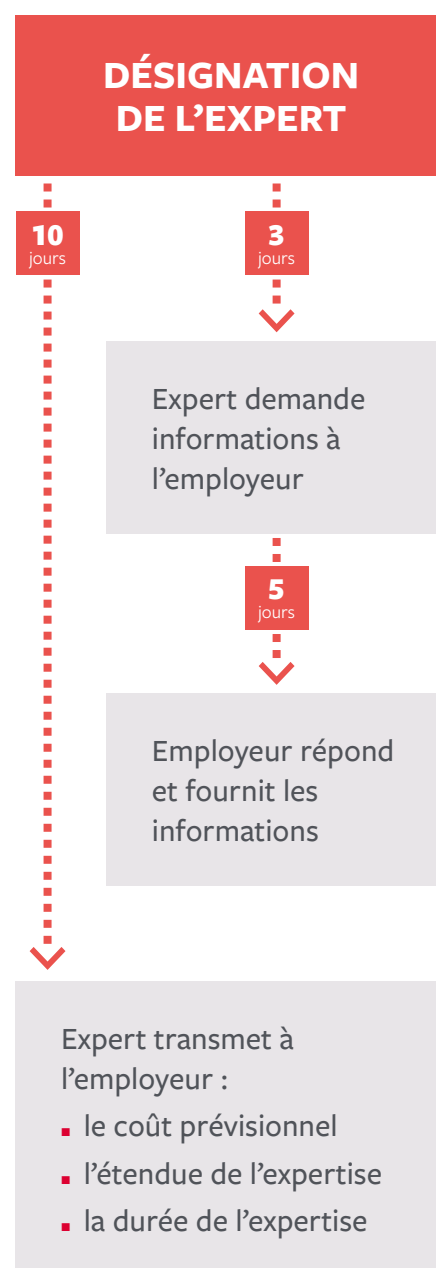 DÉSIGNATION
DE L’EXPERT
10
jours
3
jours
Expert demande
informations à
l’employeur
5
jours
Employeur répond
et fournit les
informations
Expert transmet à
l’employeur :
▪ le coût prévisionnel
▪ l’étendue de l’expertise
▪ la durée de l’expertise